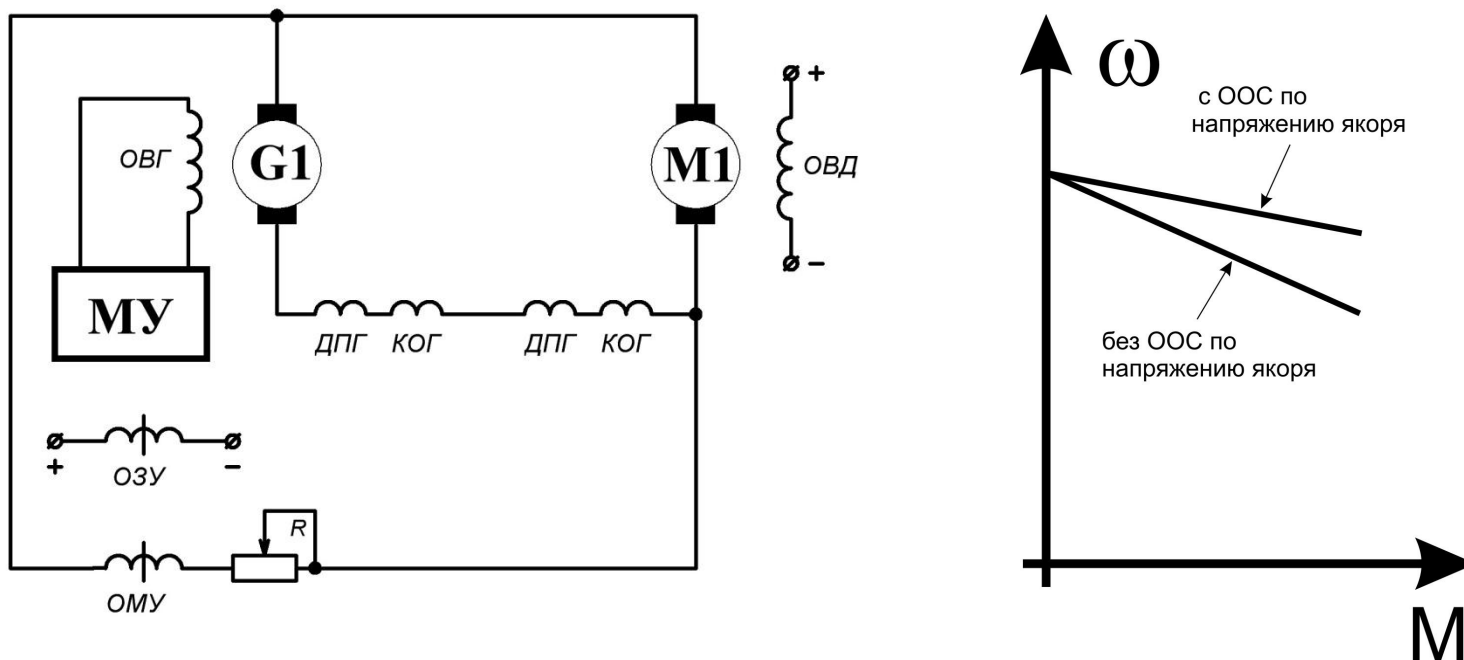 ОВГ
G1
M1
+
ОВД
–
МУ
ДПГ
КОГ
ДПГ
КОГ
+
–
ОЗУ
R
ОМУ
ω
с ООС по
напряжению якоря
без ООС по
напряжению якоря
М